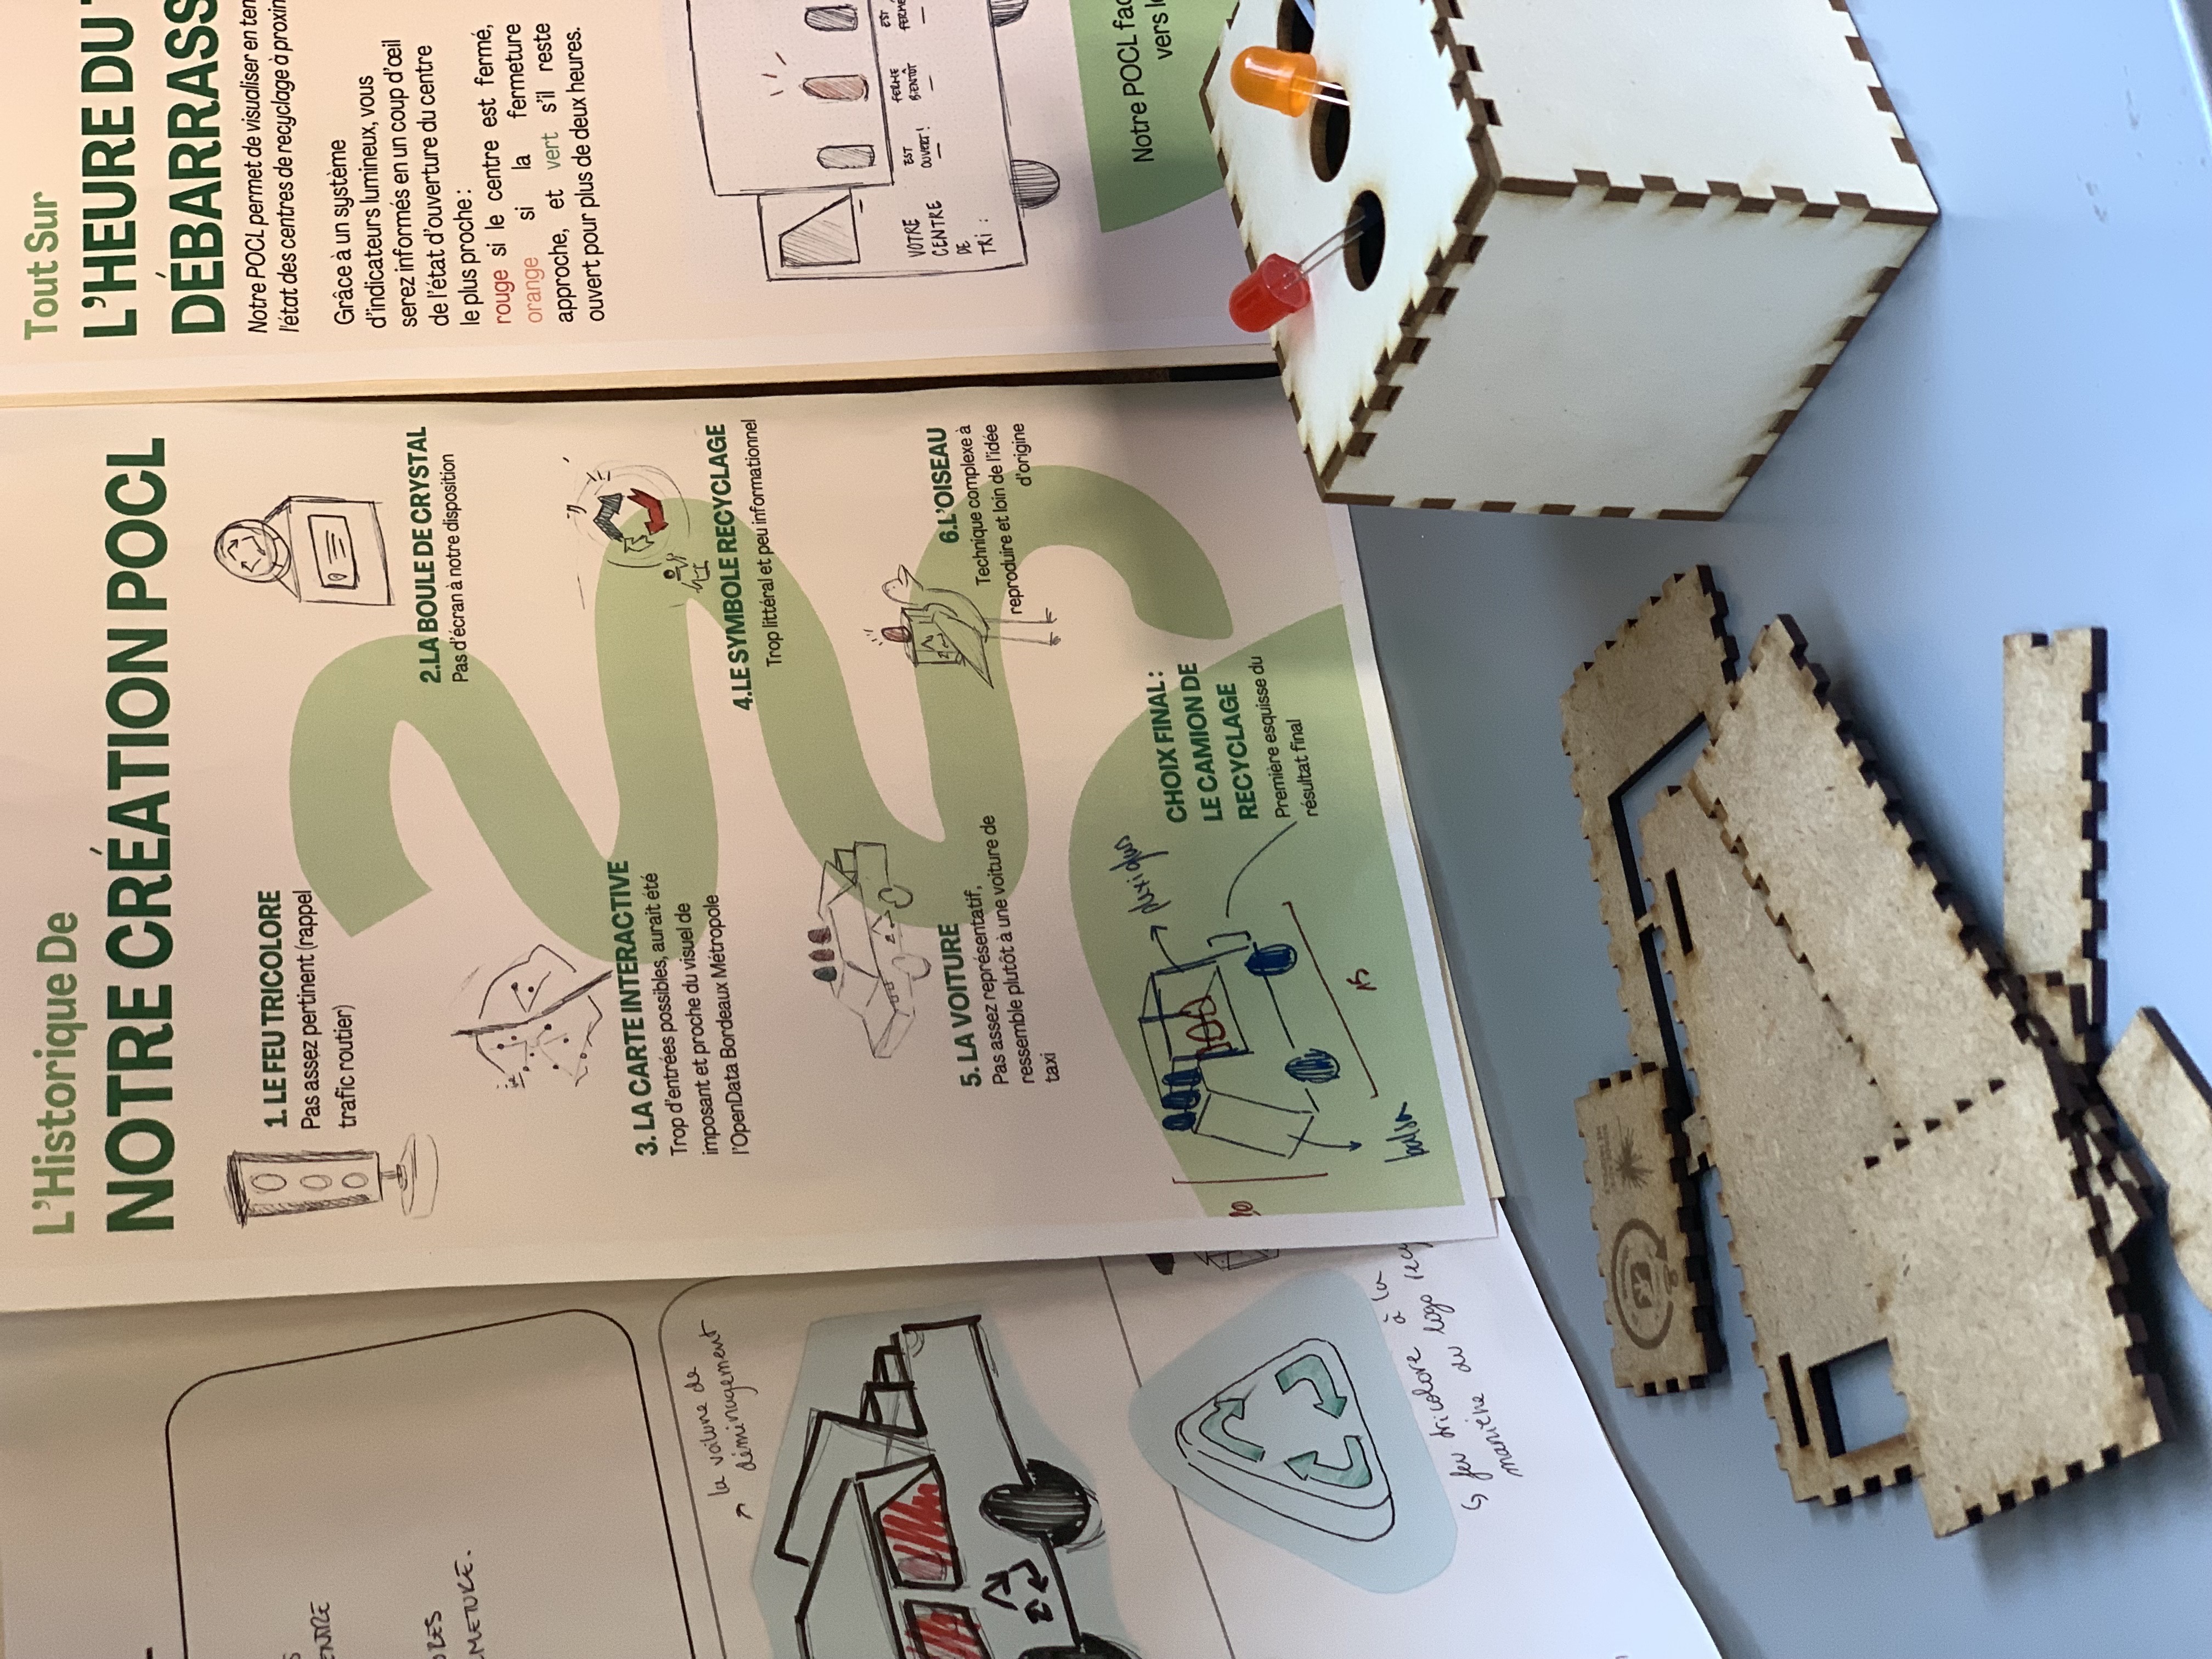 ENTRE
METURE.
la voiture de
déminagement
feu tricolore à la
manière du logo
L'Historique De
NOTRE CRÉATION POCL
1. LE FEU TRICOLORE
Pas assez pertinent (rappel
trafic routier)
2.LA BOULE DE CRYSTAL
Pas d'écran à notre disposition
3. LA CARTE INTERACTIVE
Trop d'entrées possibles, aurait été
imposant et proche du visuel de
l'OpenData Bordeaux Métropole
4.LE SYMBOLE RECYCLAGE
Trop littéral et peu informationnel
5. LA VOITURE
Pas assez représentatif,
ressemble plutôt à une voiture de
taxi
6.L'OISEAU
Technique complexe à
reproduire et loin de l'idée
d'origine
plexiglas
CHOIX FINAL :
LE CAMION DE
RECYCLAGE
Première esquisse du
résultat final
15
balsa
Tout Sur
L'HEURE DU
DÉBARRASS
Notre POCL permet de visualiser en tem
l'état des centres de recyclage à proxim
Grâce à un système
d'indicateurs lumineux, vous
serez informés en un coup d'œil
de l'état d'ouverture du centre
le plus proche :
rouge si le centre est fermé,
orange si la fermeture
approche, et vert s'il reste
ouvert pour plus de deux heures.
VOTRE
CENTRE
DE
TRI :
EST
OUVERT !
FERME
BIENTÔT
EST
FERMÉ
Notre POCL fac
vers le